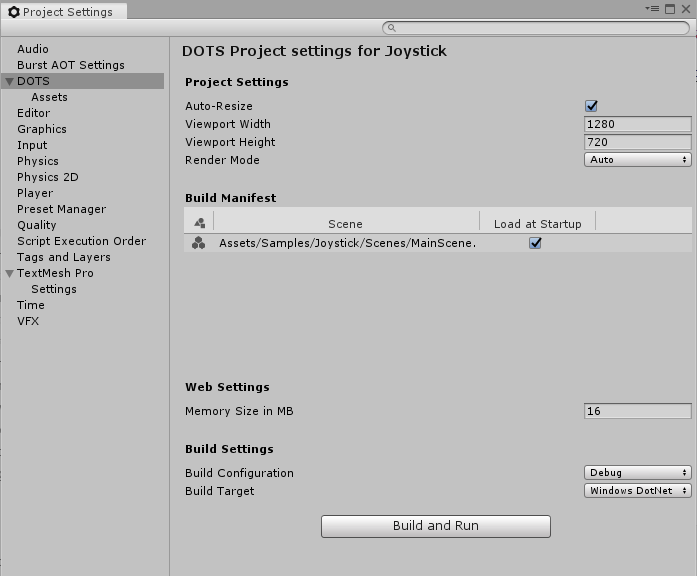 Project Settings
Audio
Burst AOT Settings
DOTS
Assets
Editor
Graphics
Input
Physics
Physics 2D
Player
Preset Manager
Quality
Script Execution Order
Tags and Layers
TextMesh Pro
Settings
Time
VFX
DOTS Project settings for Joystick
Project Settings
Auto-Resize
Viewport Width 1280
Viewport Height 720
Render Mode Auto
Build Manifest
Scene Load at Startup
Assets/Samples/Joystick/Scenes/MainScene.
Web Settings
Memory Size in MB 16
Build Settings
Build Configuration Debug
Build Target Windows DotNet
Build and Run